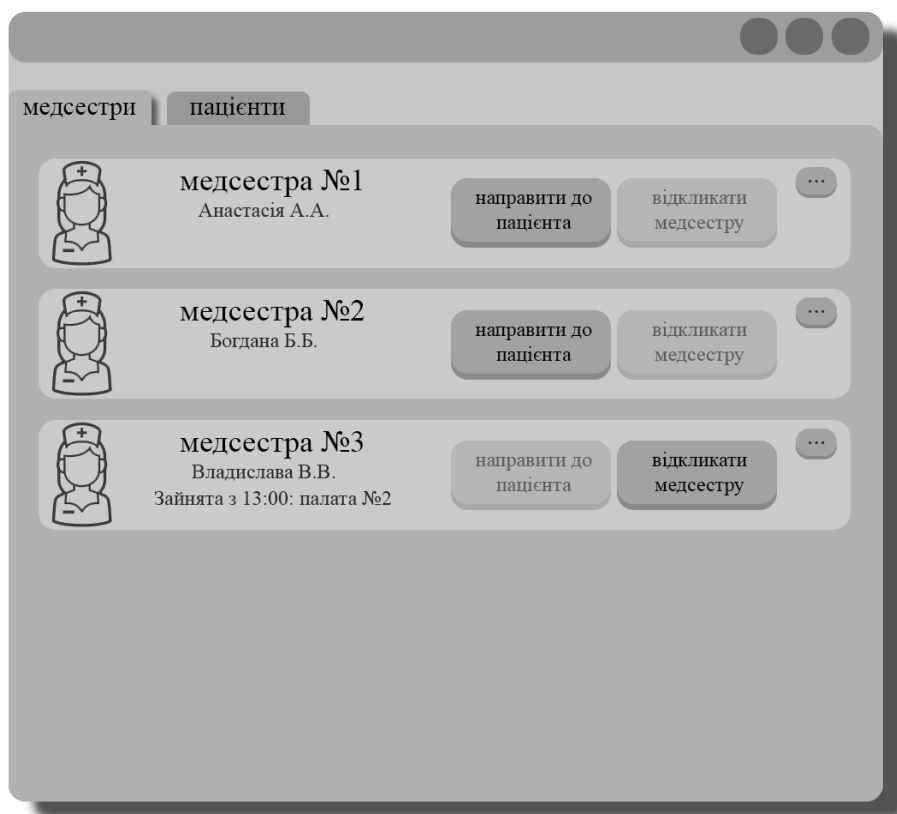 медсестри
пацієнти
медсестра №1
Анастасія А.А.
направити до
пацієнта
відкликати
медсестру
...
медсестра №2
Богдана Б.Б.
направити до
пацієнта
відкликати
медсестру
...
медсестра №3
Владислава В.В.
Зайнята з 13:00: палата №2
направити до
пацієнта
відкликати
медсестру
...